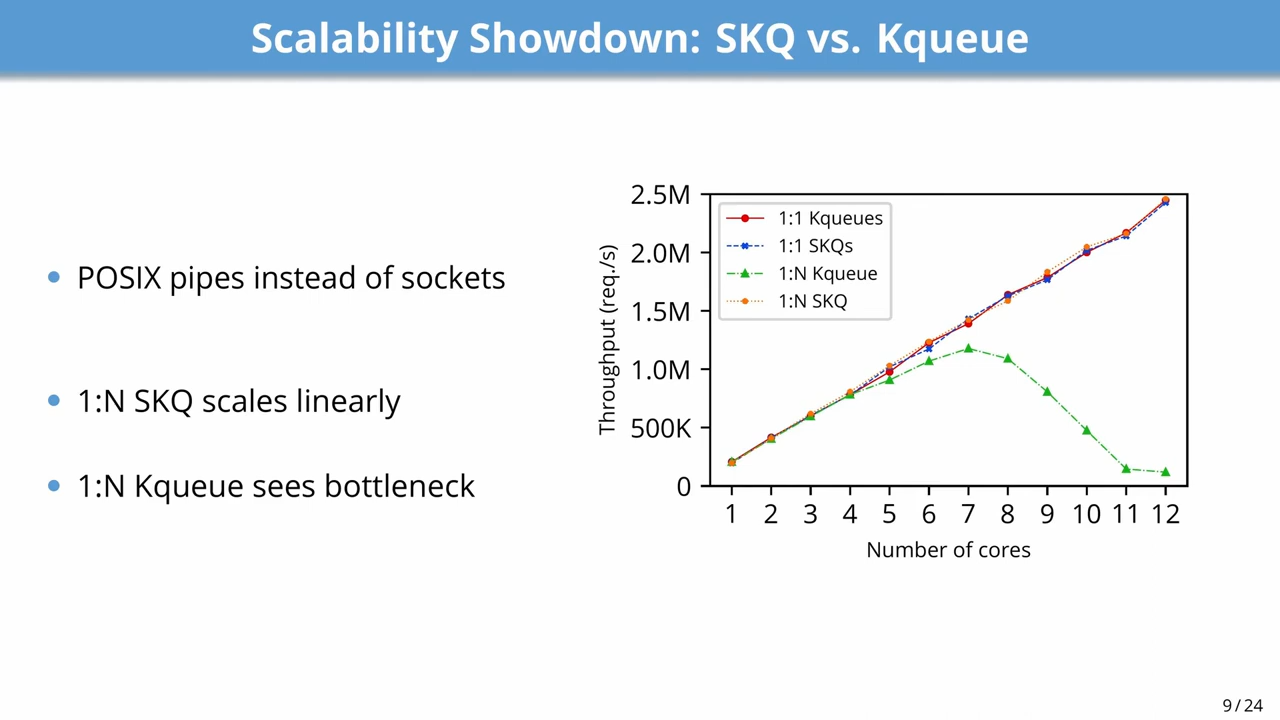 Scalability Showdown: SKQ vs. Kqueue
POSIX pipes instead of sockets
1:N SKQ scales linearly
1:N Kqueue sees bottleneck
Throughput (req./s)
2.5M
2.0M
1.5M
1.0M
500K
0
1:1 Kqueues
1:1 SKQs
1:N Kqueue
1:N SKQ
1 2 3 4 5 6 7 8 9 10 11 12
Number of cores
9 / 24